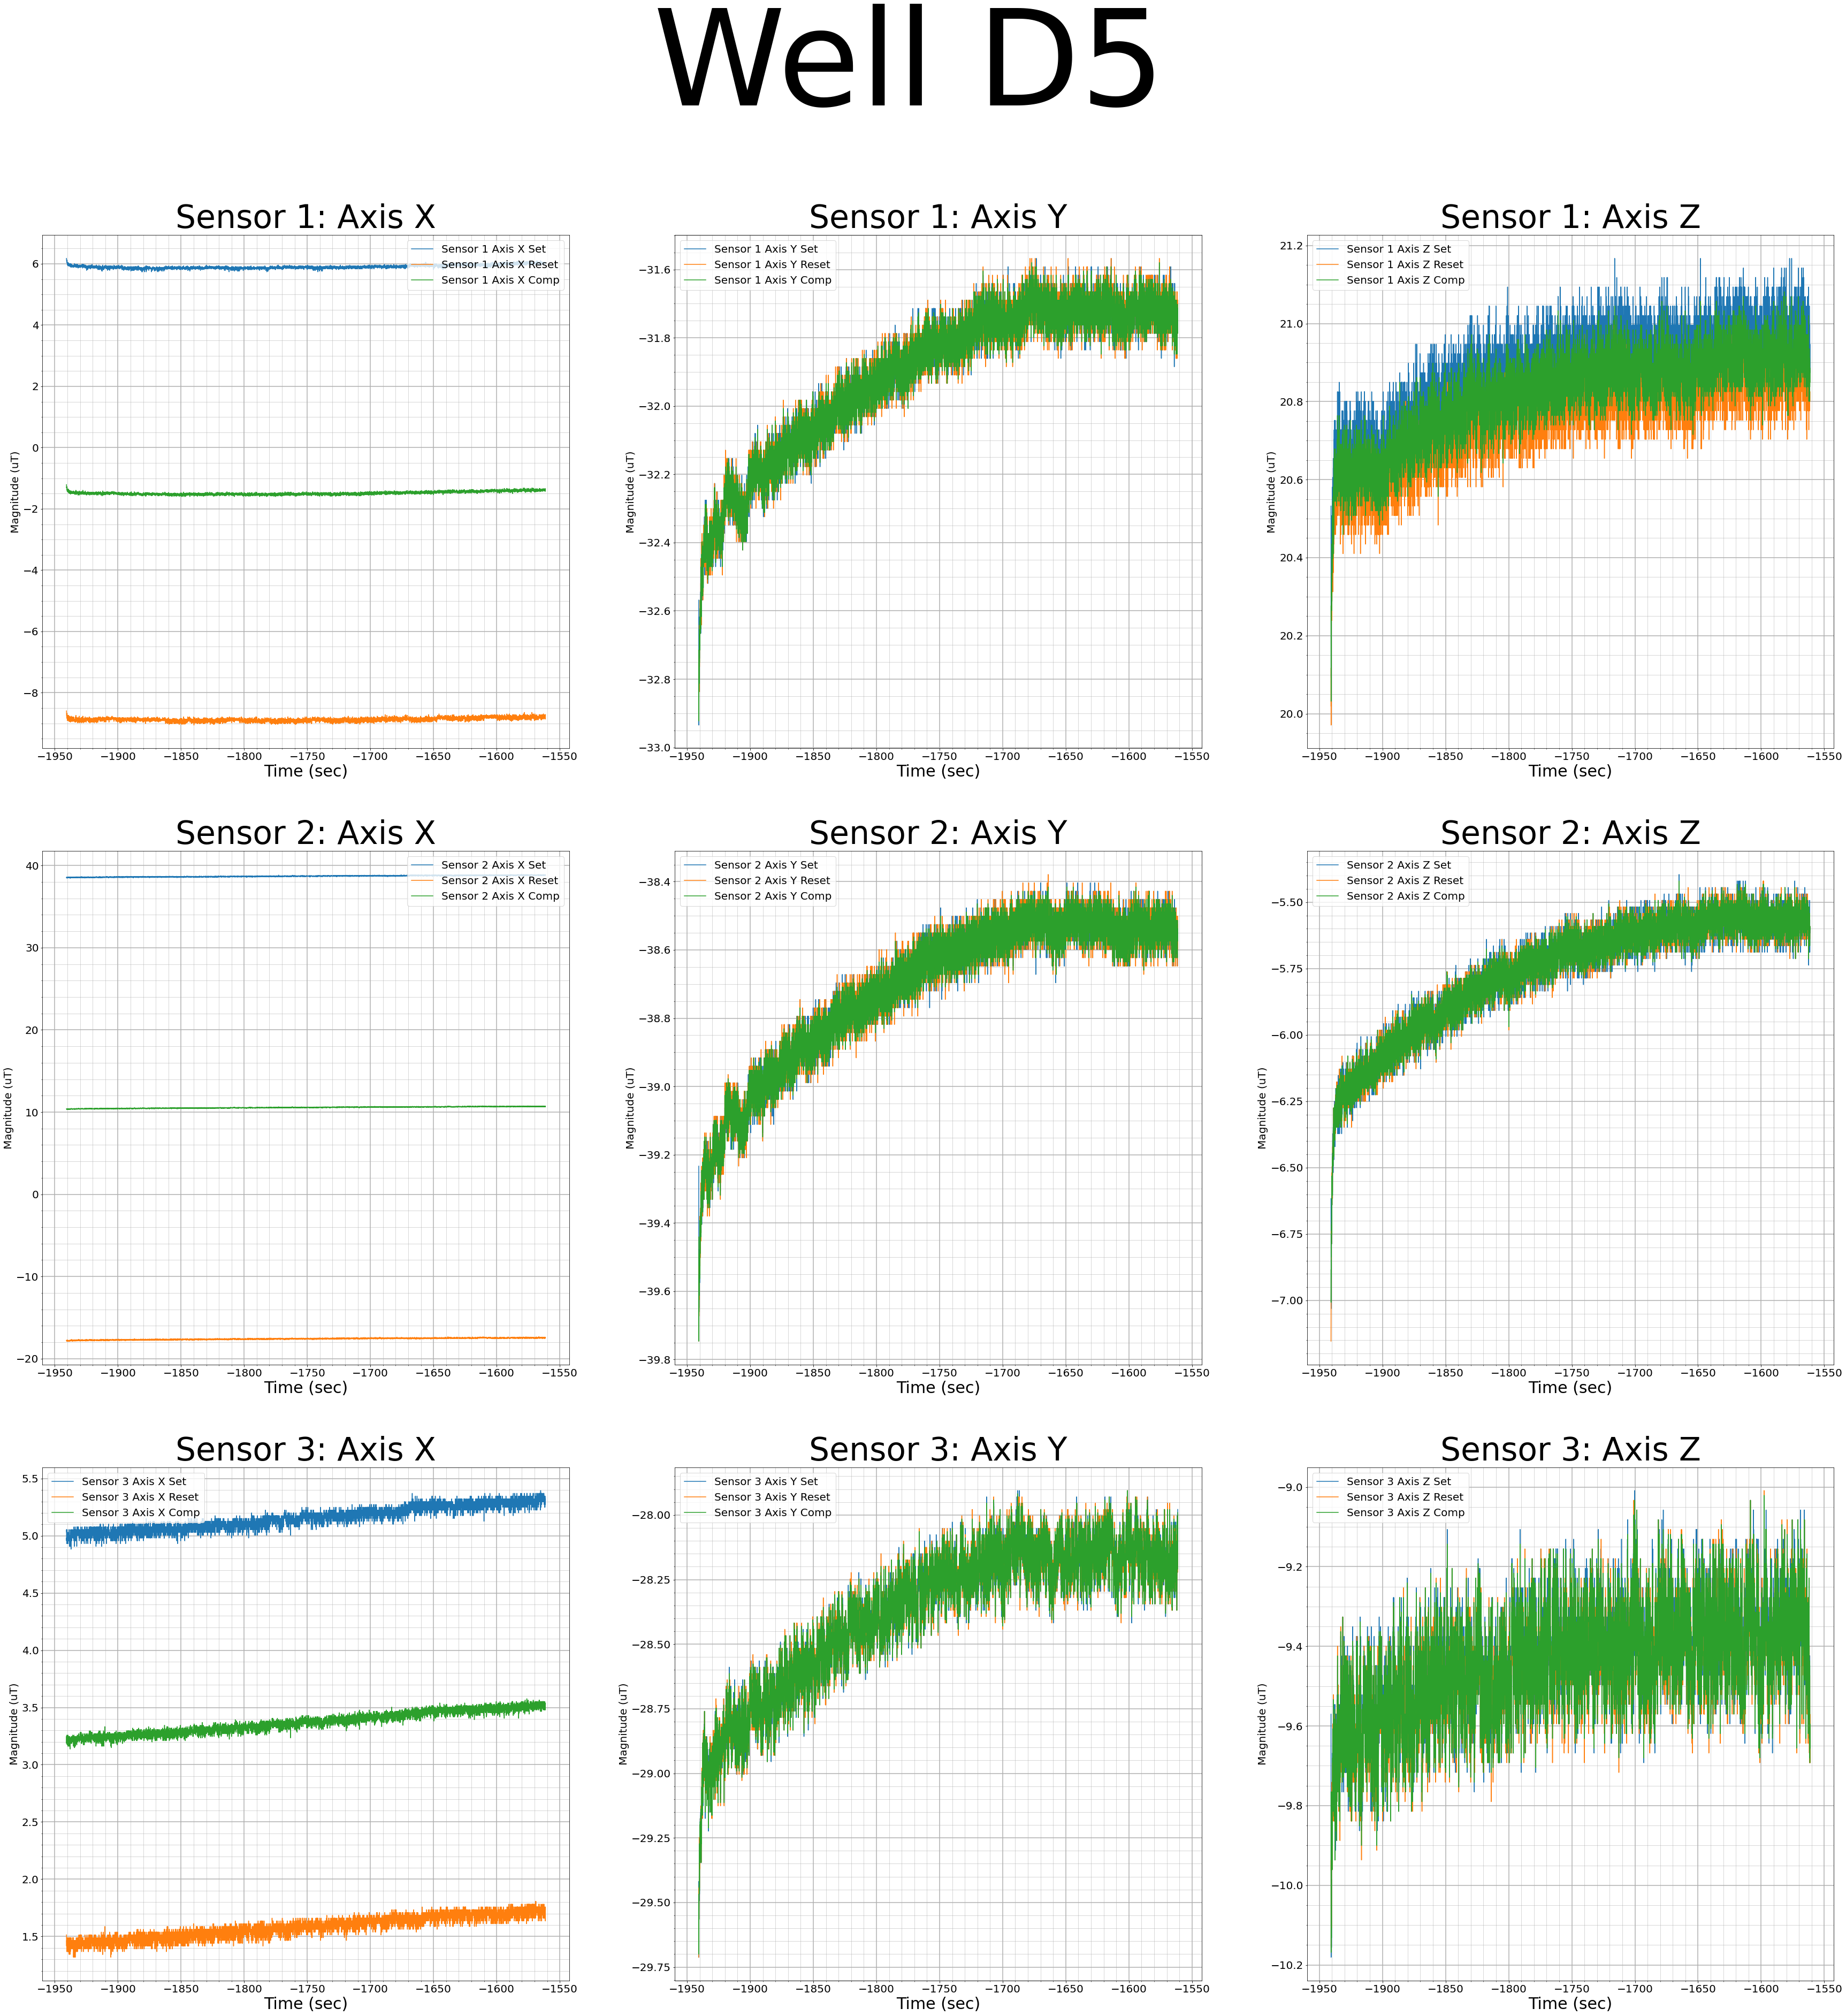 Well D5
Sensor 1: Axis X
Sensor 1 Axis X Set
Sensor 1 Axis X Reset
Sensor 1 Axis X Comp
6
4
2
0
−2
−4
−6
−8
Magnitude (uT)
−1950 −1900 −1850 −1800 −1750 −1700 −1650 −1600 −1550
Time (sec)
Sensor 1: Axis Y
Sensor 1 Axis Y Set
Sensor 1 Axis Y Reset
Sensor 1 Axis Y Comp
−31.6
−31.8
−32.0
−32.2
−32.4
−32.6
−32.8
−33.0
Magnitude (uT)
−1950 −1900 −1850 −1800 −1750 −1700 −1650 −1600 −1550
Time (sec)
Sensor 1: Axis Z
Sensor 1 Axis Z Set
Sensor 1 Axis Z Reset
Sensor 1 Axis Z Comp
21.2
21.0
20.8
20.6
20.4
20.2
20.0
Magnitude (uT)
−1950 −1900 −1850 −1800 −1750 −1700 −1650 −1600 −1550
Time (sec)
Sensor 2: Axis X
Sensor 2 Axis X Set
Sensor 2 Axis X Reset
Sensor 2 Axis X Comp
40
30
20
10
0
−10
−20
Magnitude (uT)
−1950 −1900 −1850 −1800 −1750 −1700 −1650 −1600 −1550
Time (sec)
Sensor 2: Axis Y
Sensor 2 Axis Y Set
Sensor 2 Axis Y Reset
Sensor 2 Axis Y Comp
−38.4
−38.6
−38.8
−39.0
−39.2
−39.4
−39.6
−39.8
Magnitude (uT)
−1950 −1900 −1850 −1800 −1750 −1700 −1650 −1600 −1550
Time (sec)
Sensor 2: Axis Z
Sensor 2 Axis Z Set
Sensor 2 Axis Z Reset
Sensor 2 Axis Z Comp
−5.50
−5.75
−6.00
−6.25
−6.50
−6.75
−7.00
Magnitude (uT)
−1950 −1900 −1850 −1800 −1750 −1700 −1650 −1600 −1550
Time (sec)
Sensor 3: Axis X
Sensor 3 Axis X Set
Sensor 3 Axis X Reset
Sensor 3 Axis X Comp
5.5
5.0
4.5
4.0
3.5
3.0
2.5
2.0
1.5
Magnitude (uT)
−1950 −1900 −1850 −1800 −1750 −1700 −1650 −1600 −1550
Time (sec)
Sensor 3: Axis Y
Sensor 3 Axis Y Set
Sensor 3 Axis Y Reset
Sensor 3 Axis Y Comp
−28.00
−28.25
−28.50
−28.75
−29.00
−29.25
−29.50
−29.75
Magnitude (uT)
−1950 −1900 −1850 −1800 −1750 −1700 −1650 −1600 −1550
Time (sec)
Sensor 3: Axis Z
Sensor 3 Axis Z Set
Sensor 3 Axis Z Reset
Sensor 3 Axis Z Comp
−9.0
−9.2
−9.4
−9.6
−9.8
−10.0
−10.2
Magnitude (uT)
−1950 −1900 −1850 −1800 −1750 −1700 −1650 −1600 −1550
Time (sec)